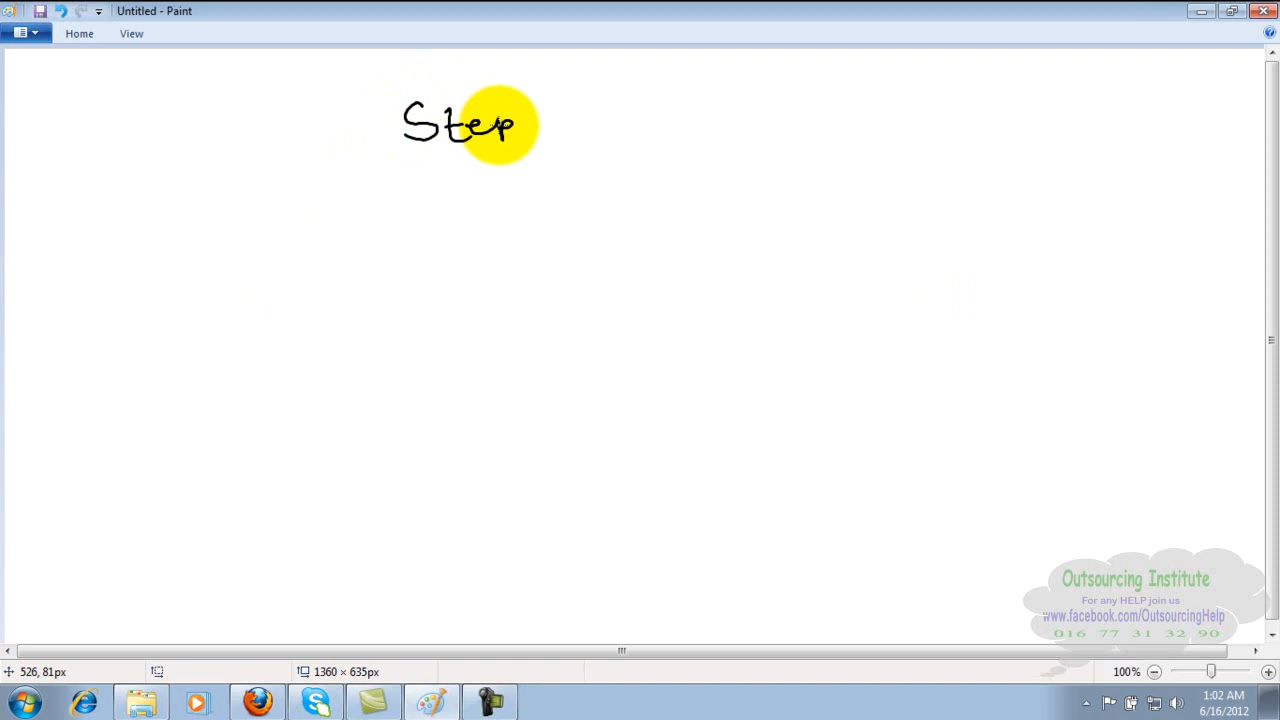 Untitled - Paint
Home View
Step
Outsourcing Institute
For any HELP join us
www.facebook.com/OutsourcingHelp
016 77 31 32 90
526, 81px 1360 × 635px 100%
1:02 AM
6/16/2012